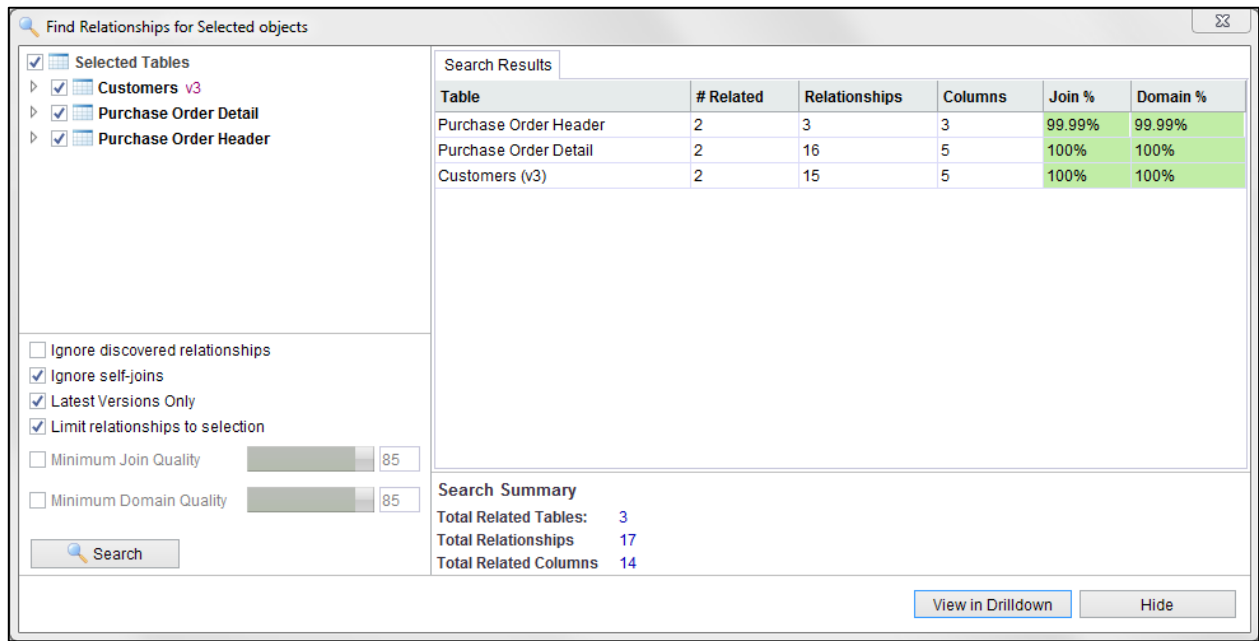 Find Relationships for Selected objects
Selected Tables
Customers v3
Purchase Order Detail
Purchase Order Header
Ignore discovered relationships
Ignore self-joins
Latest Versions Only
Limit relationships to selection
Minimum Join Quality 85
Minimum Domain Quality 85
Search
Search Results
Table # Related Relationships Columns Join % Domain %
Purchase Order Header 2 3 3 99.99% 99.99%
Purchase Order Detail 2 16 5 100% 100%
Customers (v3) 2 15 5 100% 100%
Search Summary
Total Related Tables: 3
Total Relationships 17
Total Related Columns 14
View in Drilldown Hide